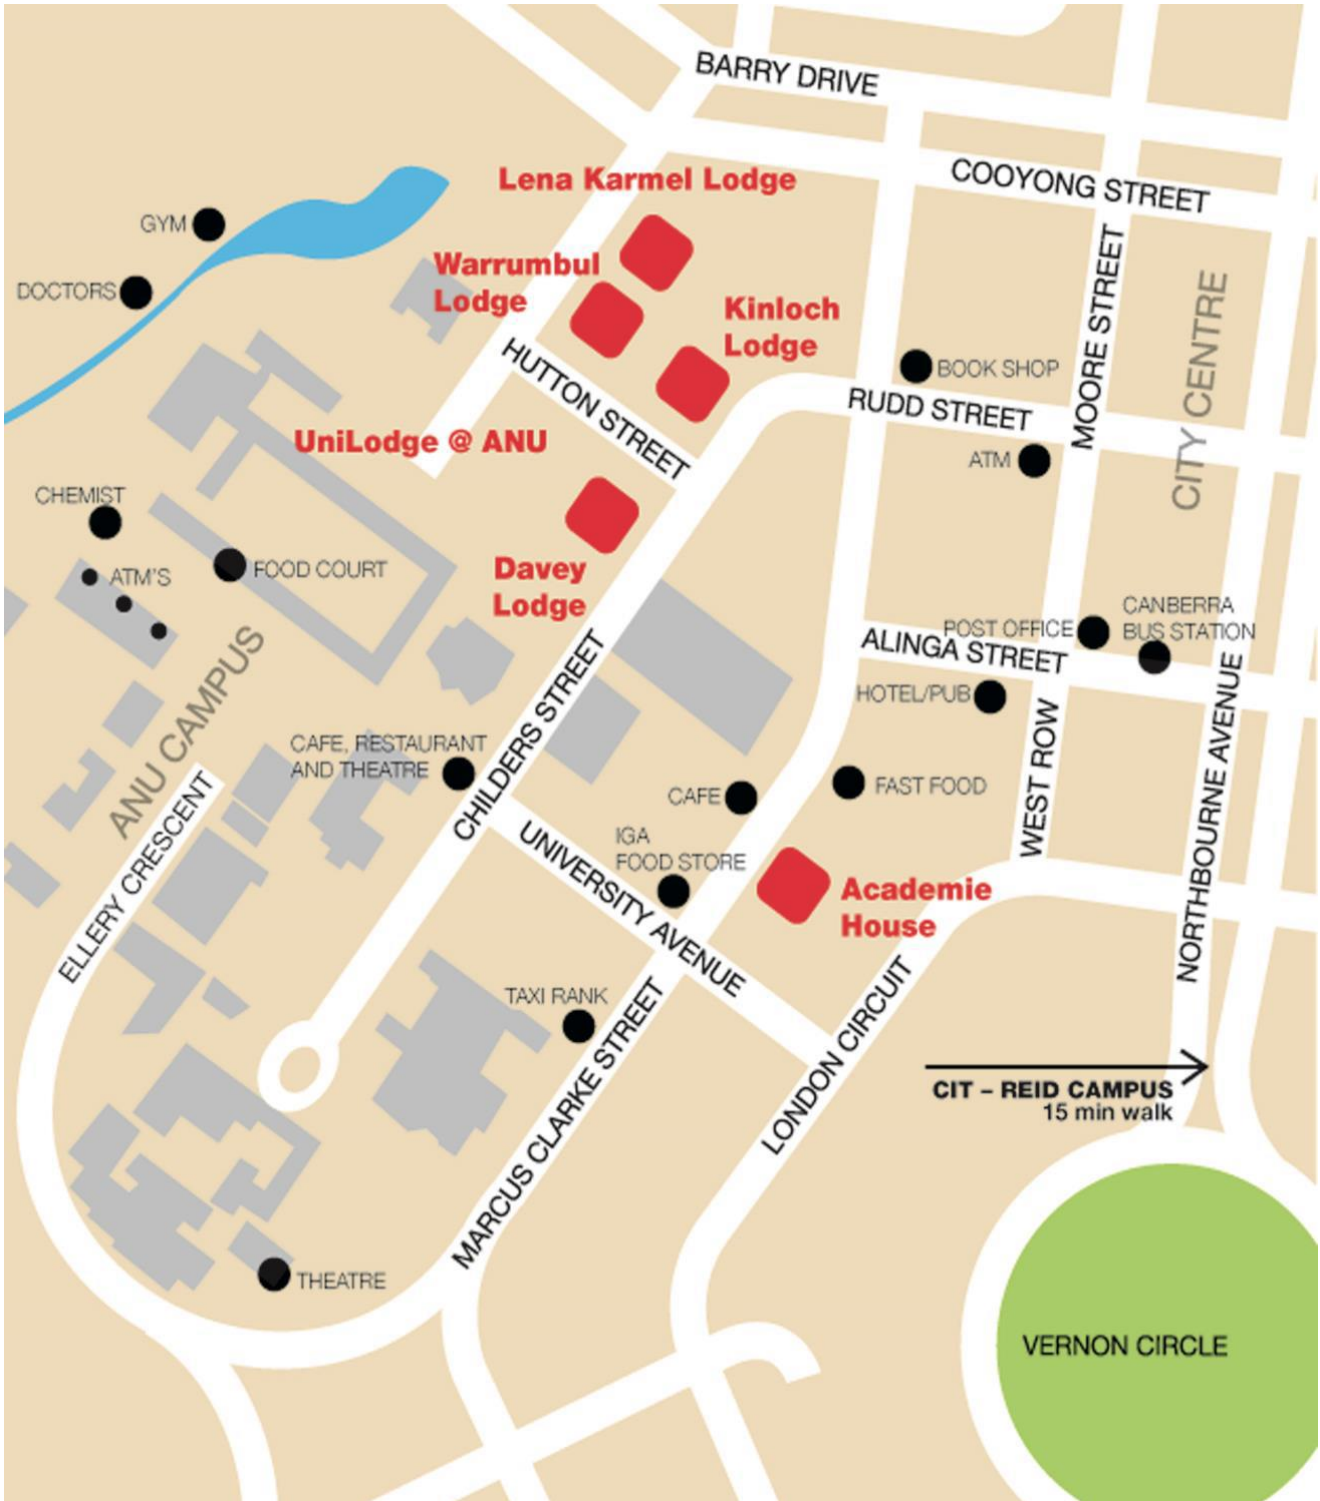 BARRY DRIVE
COOYONG STREET
Lena Karmel Lodge
GYM
MOORE STREET
Warrumbul
Lodge
CITY CENTRE
DOCTORS
Kinloch
Lodge
HUTTON STREET
BOOK SHOP
RUDD STREET
UniLodge @ ANU
ATM
CHEMIST
FOOD COURT
ATM'S
Davey
Lodge
CANBERRA
BUS STATION
POST OFFICE
ALINGA STREET
ANU CAMPUS
CHILDERS STREET
HOTEL/PUB
WEST ROW
NORTHBOURNE AVENUE
CAFE, RESTAURANT
AND THEATRE
CAFE
FAST FOOD
ELLERY CRESCENT
IGA
FOOD STORE
UNIVERSITY AVENUE
Academie
House
TAXI RANK
MARCUS CLARKE STREET
LONDON CIRCUIT
CIT – REID CAMPUS
15 min walk
THEATRE
VERNON CIRCLE